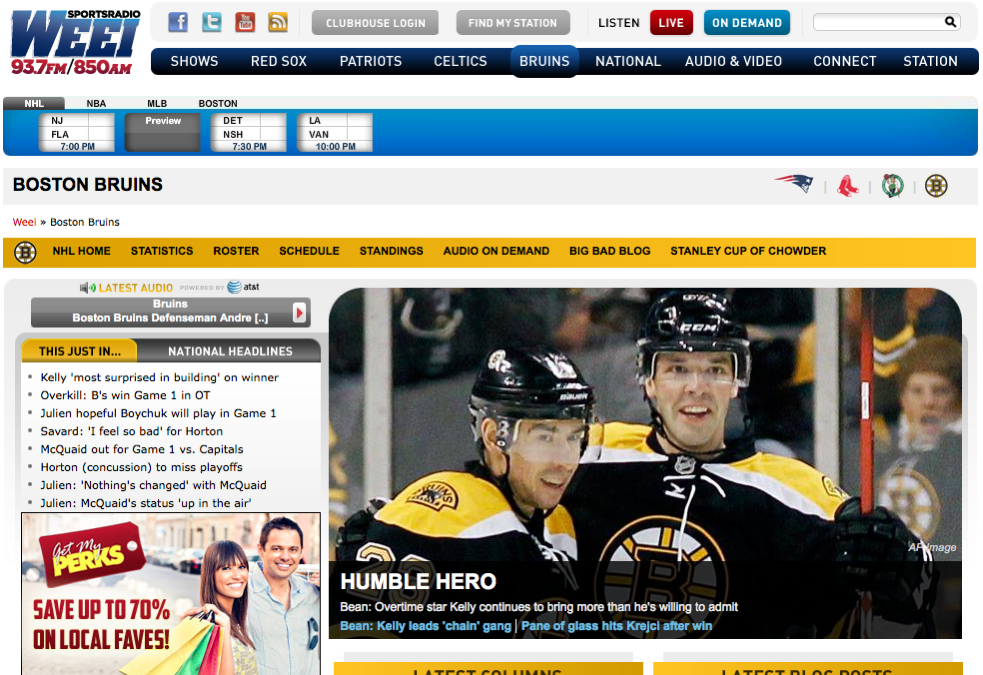 SPORTSRADIO
WEEI
93.7FM/850AM
CLUBHOUSE LOGIN
FIND MY STATION
LISTEN
LIVE
ON DEMAND
SHOWS
RED SOX
PATRIOTS
CELTICS
BRUINS
NATIONAL
AUDIO & VIDEO
CONNECT
STATION
NHL
NBA
MLB
BOSTON
NJ
FLA
7:00 PM
Preview
DET
NSH
7:30 PM
LA
VAN
10:00 PM
BOSTON BRUINS
Weei » Boston Bruins
NHL HOME
STATISTICS
ROSTER
SCHEDULE
STANDINGS
AUDIO ON DEMAND
BIG BAD BLOG
STANLEY CUP OF CHOWDER
LATEST AUDIO POWERED BY at&t
Bruins
Boston Bruins Defenseman Andre [..]
THIS JUST IN...
NATIONAL HEADLINES
Kelly 'most surprised in building' on winner
Overkill: B's win Game 1 in OT
Julien hopeful Boychuk will play in Game 1
Savard: 'I feel so bad' for Horton
McQuaid out for Game 1 vs. Capitals
Horton (concussion) to miss playoffs
Julien: 'Nothing's changed' with McQuaid
Julien: McQuaid's status 'up in the air'
Get My
PERKS
SAVE UP TO 70%
ON LOCAL FAVES!
CCM
BAUER
B
AP Image
HUMBLE HERO
Bean: Overtime star Kelly continues to bring more than he's willing to admit
Bean: Kelly leads 'chain' gang | Pane of glass hits Krejci after win
LATEST COLUMNS
LATEST BLOG POSTS